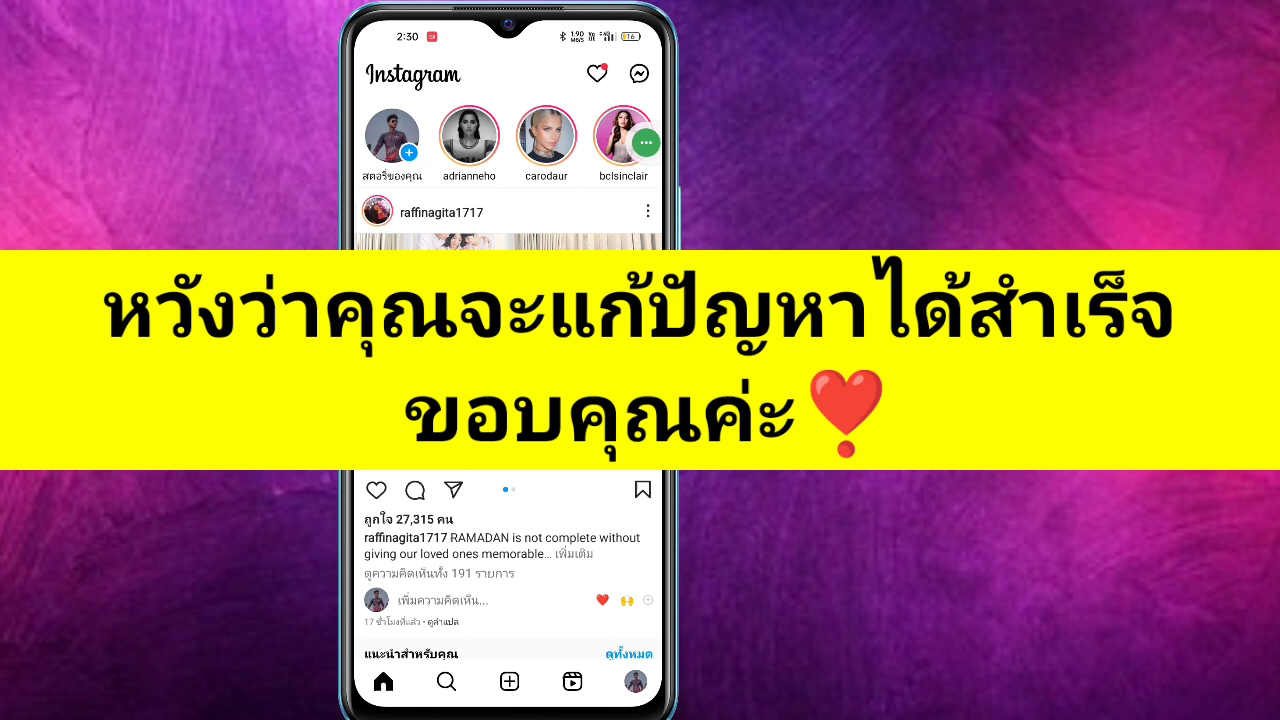 2:30
1.90 MB/S
4G
16
Instagram
สตอรี่ของคุณ
adrianneho
carodaur
bclsinclair
raffinagita1717
หวังว่าคุณจะแก้ปัญหาได้สำเร็จ
ขอบคุณค่ะ❣️
ถูกใจ 27,315 คน
raffinagita1717 RAMADAN is not complete without
giving our loved ones memorable... เพิ่มเติม
ดูความคิดเห็นทั้ง 191 รายการ
เพิ่มความคิดเห็น...
17 ชั่วโมงที่แล้ว • ดูคำแปล
แนะนำสำหรับคุณ ดูทั้งหมด